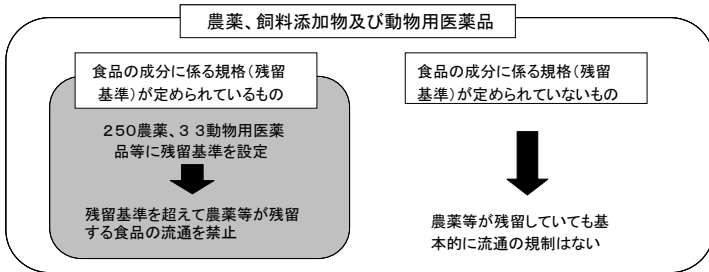 農薬、飼料添加物及び動物用医薬品
食品の成分に係る規格（残留
基準）が定められているもの
２５０農薬、３３動物用医薬
品等に残留基準を設定
残留基準を超えて農薬等が残留
する食品の流通を禁止
食品の成分に係る規格（残留
基準）が定められていないもの
農薬等が残留していても基
本的に流通の規制はない